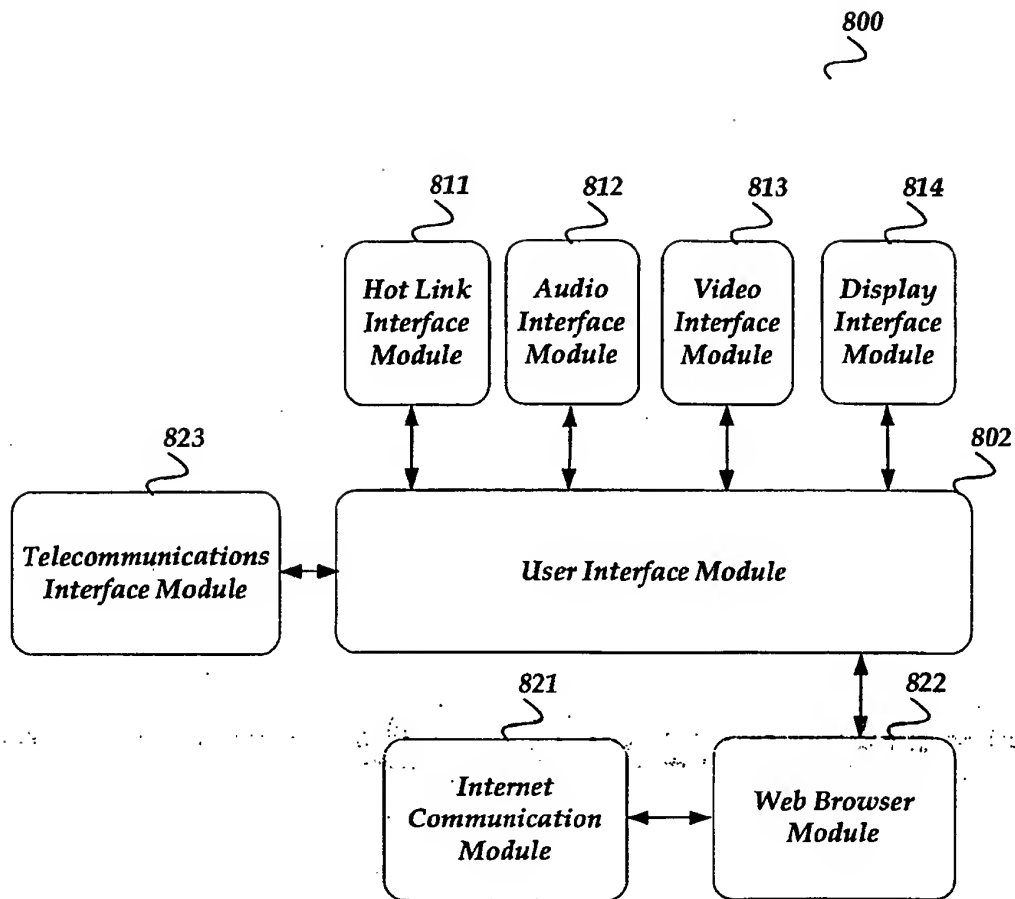 800
811
812
813
814
Hot Link
Interface
Module
Audio
Interface
Module
Video
Interface
Module
Display
Interface
Module
823
802
Telecommunications
Interface Module
User Interface Module
821
822
Internet
Communication
Module
Web Browser
Module